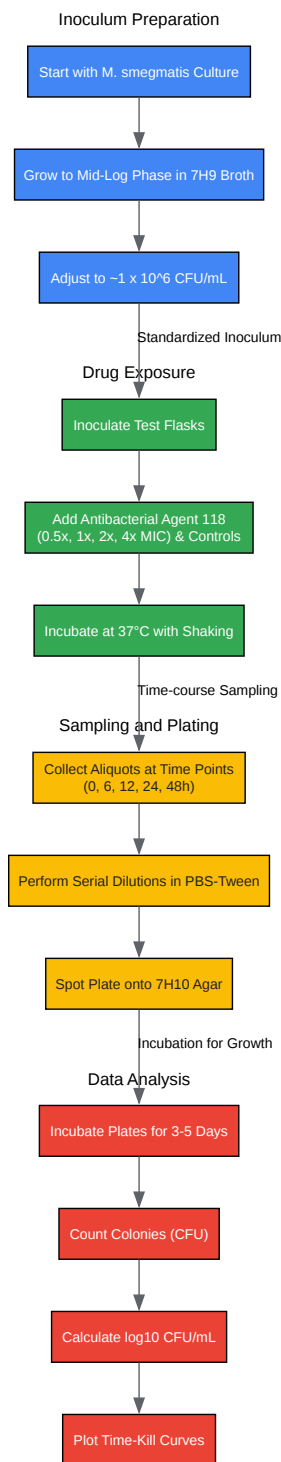 Inoculum Preparation
Start with M. smegmatis Culture
Grow to Mid-Log Phase in 7H9 Broth
Adjust to ~1 x 10^6 CFU/mL
Standardized Inoculum
Drug Exposure
Inoculate Test Flasks
Add Antibacterial Agent 118
(0.5x, 1x, 2x, 4x MIC) & Controls
Incubate at 37°C with Shaking
Time-course Sampling
Sampling and Plating
Collect Aliquots at Time Points
(0, 6, 12, 24, 48h)
Perform Serial Dilutions in PBS-Tween
Spot Plate onto 7H10 Agar
Incubation for Growth
Data Analysis
Incubate Plates for 3-5 Days
Count Colonies (CFU)
Calculate log10 CFU/mL
Plot Time-Kill Curves